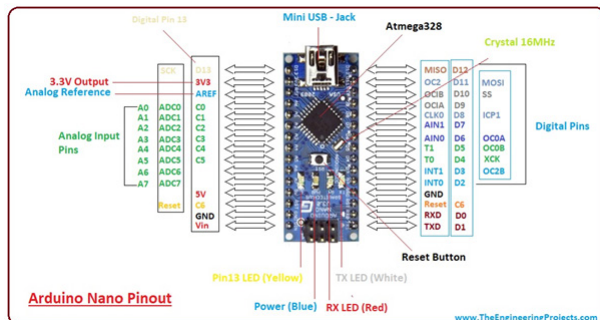 Digital Pin 13
Mini USB - Jack
Atmega328
Crystal 16MHz
3.3V Output
Analog Reference
SCK D13
3V3
AREF
A0 ADC0 C0
A1 ADC1 C1
A2 ADC2 C2
A3 ADC3 C3
A4 ADC4 C4
A5 ADC5 C5
A6 ADC6
A7 ADC7
Analog Input
Pins
5V
Reset C6
GND
Vin
MISO D12
OC2 D11 MOSI
OCIB D10 SS
OCIA D9
CLK0 D8 ICP1
AIN1 D7
AIN0 D6 OC0A
T1 D5 OC0B
T0 D4 XCK
INT1 D3 OC2B
INT0 D2
GND
Reset C6
RXD D0
TXD D1
Digital Pins
Reset Button
Pin13 LED (Yellow)
TX LED (White)
Power (Blue)
RX LED (Red)
Arduino Nano Pinout
www.TheEngineeringProjects.com